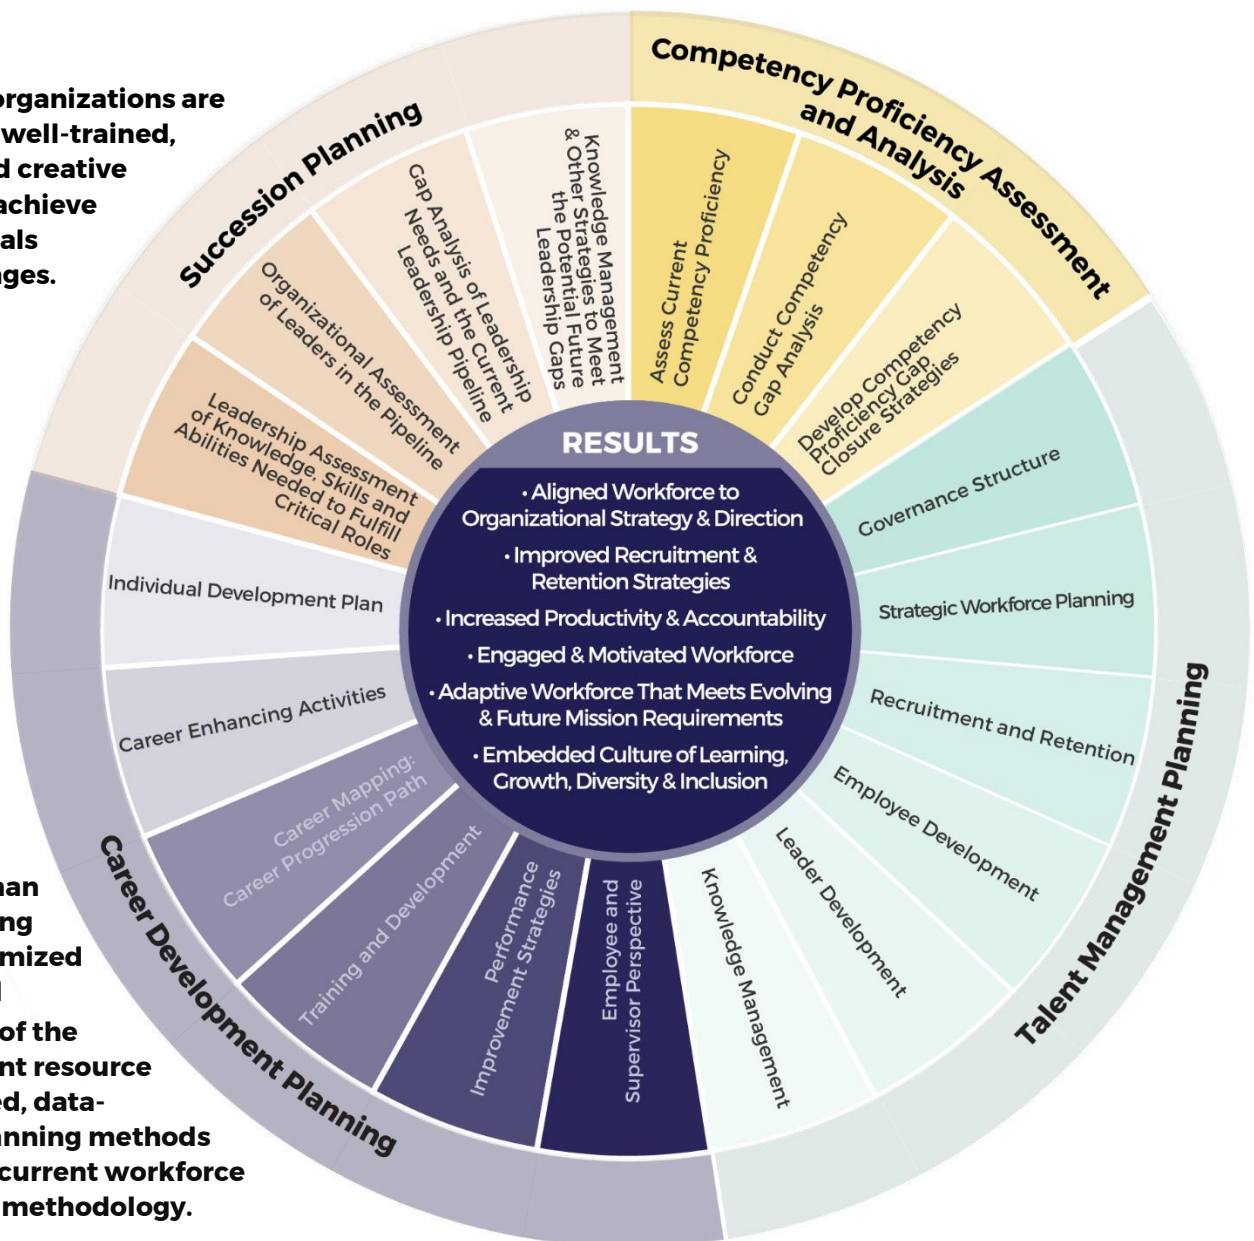 organizations are
well-trained,
d creative
achieve
als
nges.
Succession Planning
Leadership Assessment
of Knowledge, Skills and
Abilities Needed to Fulfill
Critical Roles
Organizational Assessment
of Leaders in the Pipeline
Gap Analysis of Leadership
Needs and the Current
Leadership Pipeline
Knowledge Management
& Other Strategies to Meet
the Potential Future
Leadership Gaps
Competency Proficiency Assessment
and Analysis
Assess Current
Competency Proficiency
Conduct Competency
Gap Analysis
Develop Competency
Proficiency Gap
Closure Strategies
Talent Management Planning
Governance Structure
Strategic Workforce Planning
Recruitment and Retention
Employee Development
Leader Development
Knowledge Management
Career Development Planning
Employee and
Supervisor Perspective
Performance
Improvement Strategies
Training and Development
Career Mapping:
Career Progression Path
Career Enhancing Activities
Individual Development Plan
RESULTS
• Aligned Workforce to
Organizational Strategy & Direction
• Improved Recruitment &
Retention Strategies
• Increased Productivity & Accountability
• Engaged & Motivated Workforce
• Adaptive Workforce That Meets Evolving
& Future Mission Requirements
• Embedded Culture of Learning,
Growth, Diversity & Inclusion
nan
ing
mized
l
of the
nt resource
ed, data-
anning methods
current workforce
methodology.